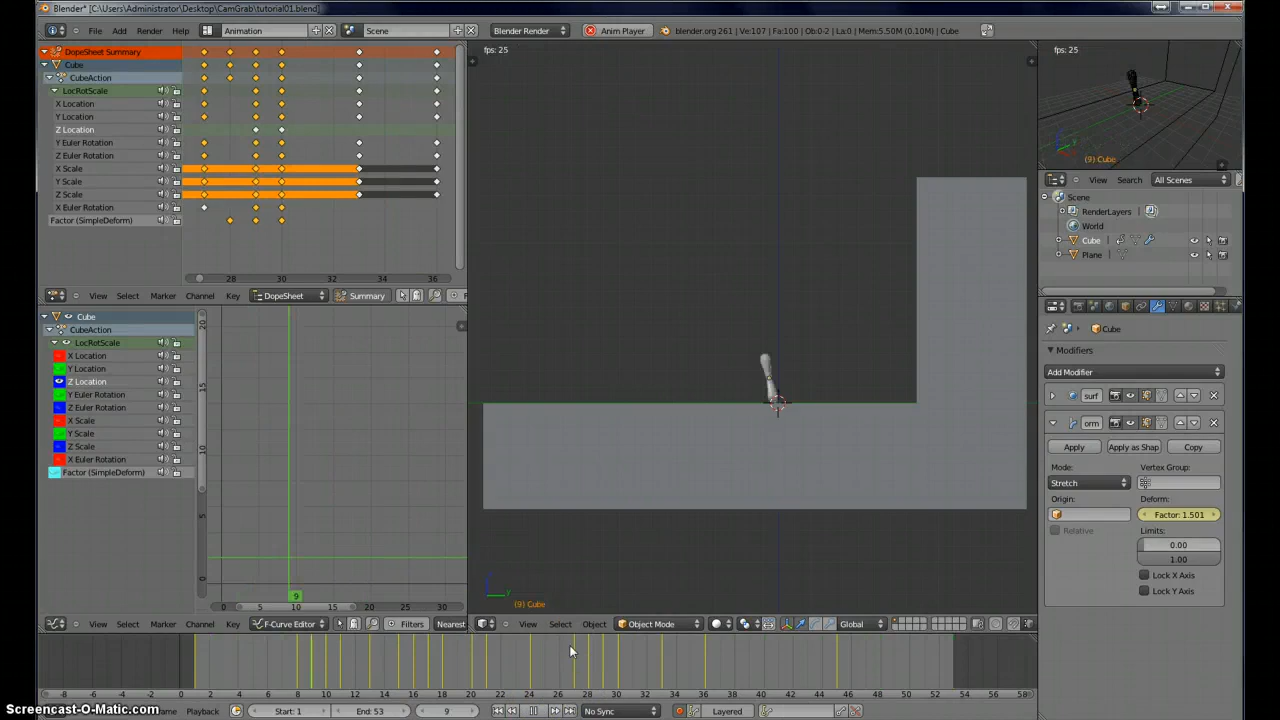 Blender* [C:\Users\Administrator\Desktop\CamGrab\tutorial01.blend]
File Add Render Help Animation Scene Blender Render Anim Player blender.org 261 | Ve:107 | Fa:100 | Ob:0-2 | La:0 | Mem:5.50M (0.10M) | Cube
DopeSheet Summary
Cube
CubeAction
LocRotScale
X Location
Y Location
Z Location
Y Euler Rotation
Z Euler Rotation
X Scale
Y Scale
Z Scale
X Euler Rotation
Factor (SimpleDeform)
28 30 32 34 36
View Select Marker Channel Key DopeSheet Summary
Cube
CubeAction
LocRotScale
X Location
Y Location
Z Location
Y Euler Rotation
Z Euler Rotation
X Scale
Y Scale
Z Scale
X Euler Rotation
Factor (SimpleDeform)
20
15
10
5
0
9
0 5 10 15 20 25 30
View Select Marker Channel Key F-Curve Editor Filters Nearest
fps: 25
(9) Cube
View Select Object Object Mode Global
fps: 25
(9) Cube
View Search All Scenes
Scene
RenderLayers
World
Cube
Plane
Cube
Modifiers
Add Modifier
surf
orm
Apply Apply as Shap Copy
Mode: Vertex Group:
Stretch
Origin: Deform:
Factor: 1.501
Relative Limits:
0.00
1.00
Lock X Axis
Lock Y Axis
-8 -6 -4 -2 0 2 4 6 8 10 12 14 16 18 20 22 24 26 28 30 32 34 36 38 40 42 44 46 48 50 52 54 56 58
Screencast-O-Matic.com
Playback Start: 1 End: 53 9 No Sync Layered